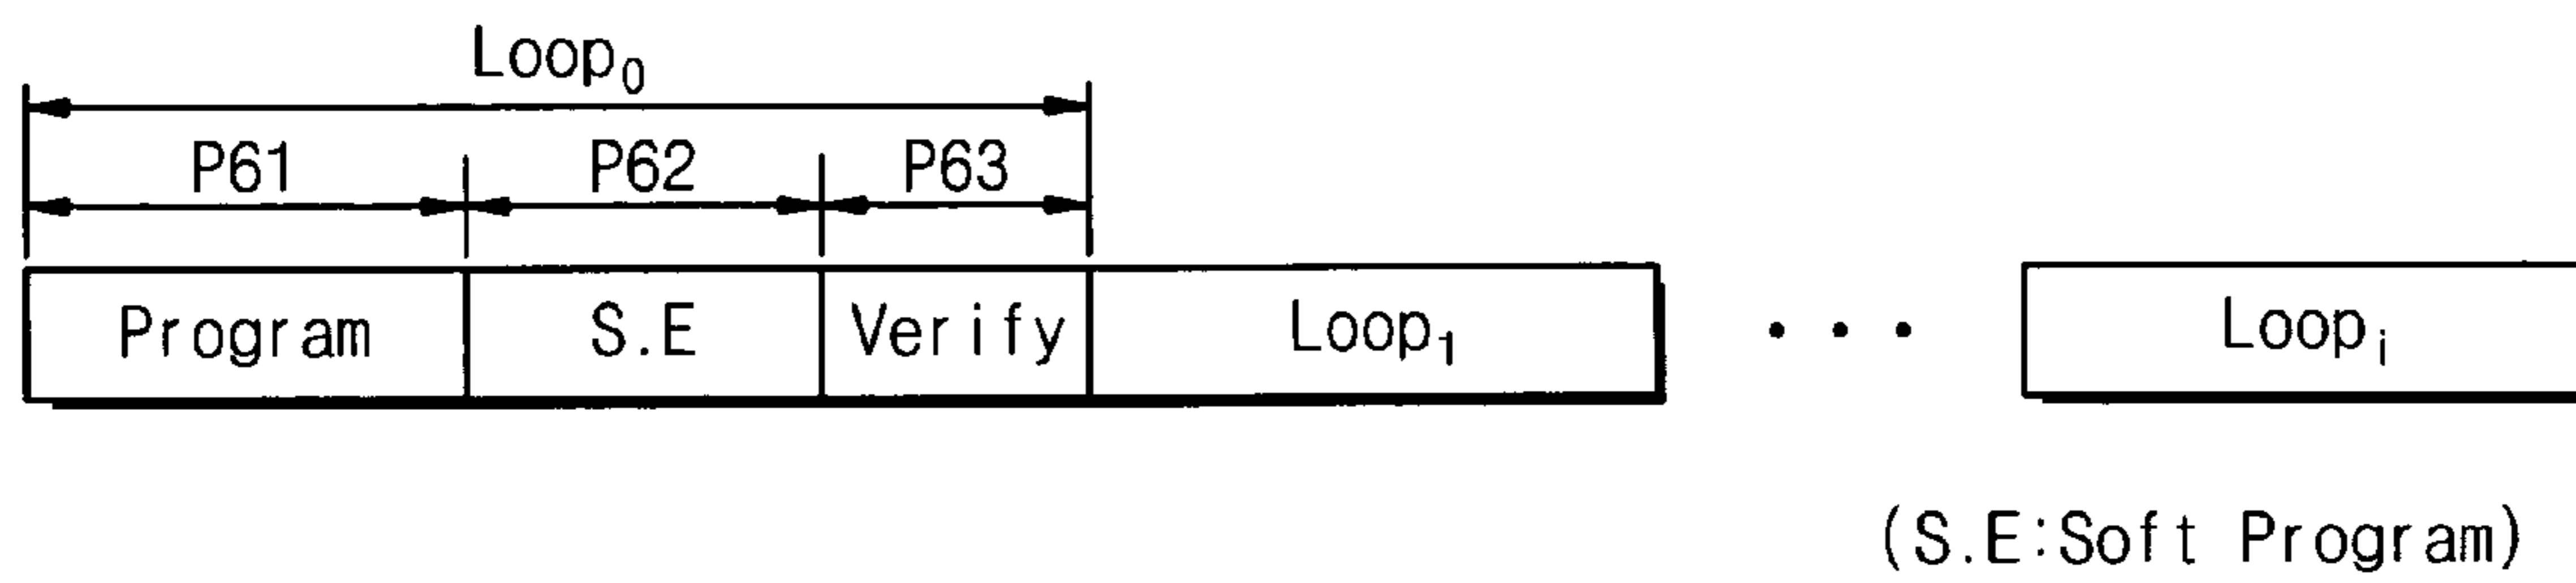 Loop₀
P61 P62 P63
Program S.E Verify Loop₁ • • • Loopᵢ
(S.E:Soft Program)